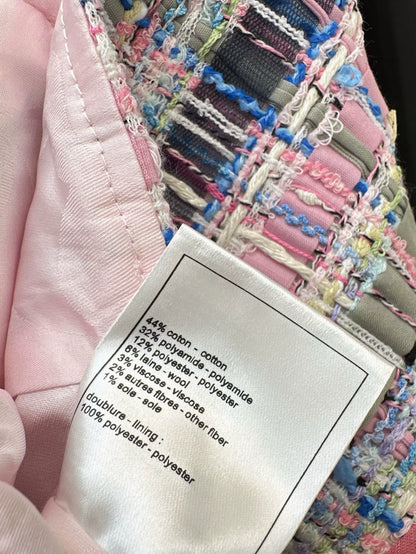 44% coton - cotton
32% polyamide - polyamide
12% polyester - polyester
6% laine - wool
3% viscose - viscose
2% autres fibres - other fiber
1% soie - soie
doublure - lining :
100% polyester - polyester